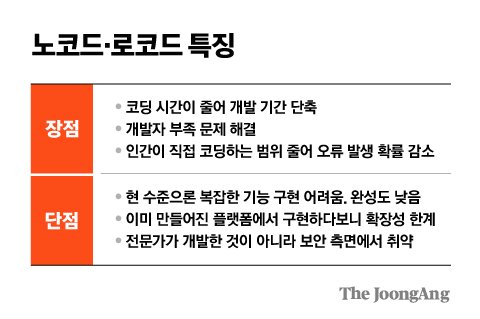 노코드·로코드 특징
장점
• 코딩 시간이 줄어 개발 기간 단축
• 개발자 부족 문제 해결
• 인간이 직접 코딩하는 범위 줄어 오류 발생 확률 감소
단점
• 현 수준으론 복잡한 기능 구현 어려움. 완성도 낮음
• 이미 만들어진 플랫폼에서 구현하다보니 확장성 한계
• 전문가가 개발한 것이 아니라 보안 측면에서 취약
The JoongAng